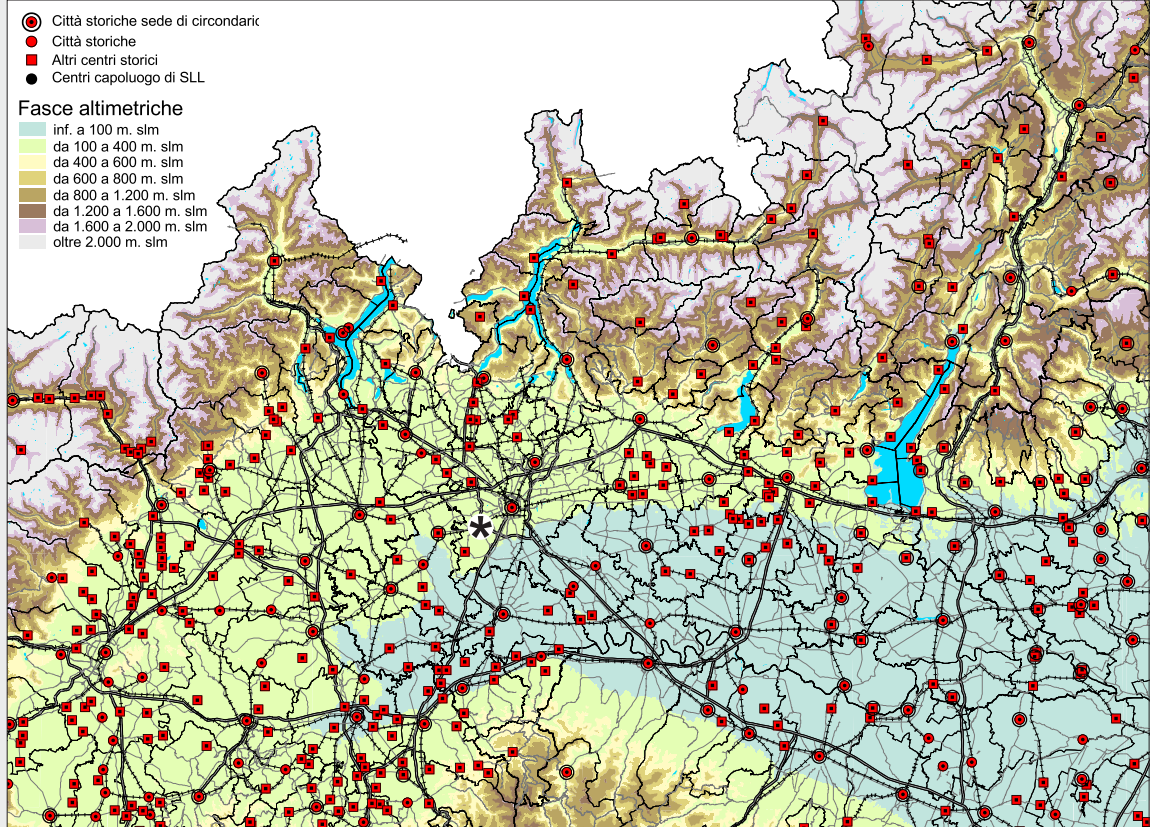 Città storiche sede di circondaric
Città storiche
Altri centri storici
Centri capoluogo di SLL
Fasce altimetriche
inf. a 100 m. slm
da 100 a 400 m. slm
da 400 a 600 m. slm
da 600 a 800 m. slm
da 800 a 1.200 m. slm
da 1.200 a 1.600 m. slm
da 1.600 a 2.000 m. slm
oltre 2.000 m. slm
*